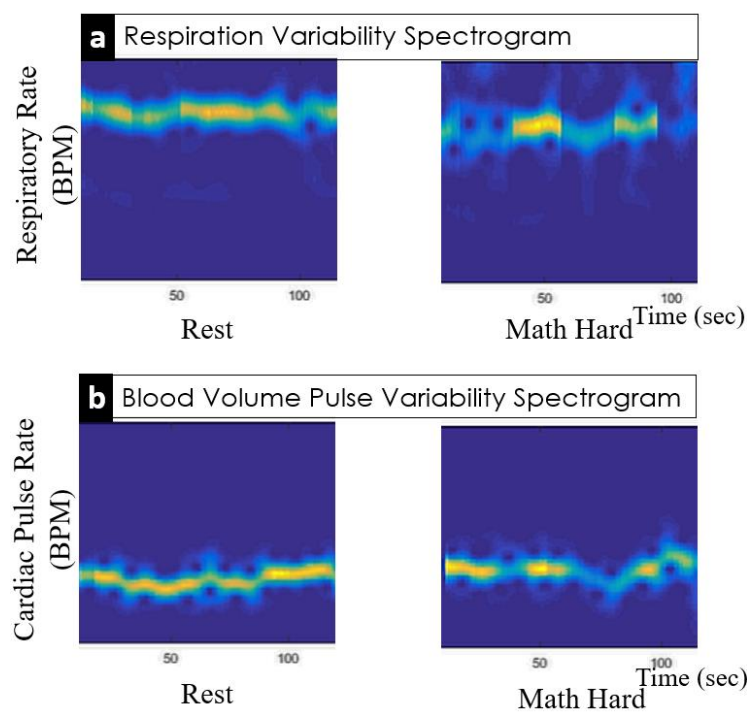 a Respiration Variability Spectrogram
Respiratory Rate
(BPM)
50 100
50 100
Rest
Math Hard
Time (sec)
b Blood Volume Pulse Variability Spectrogram
Cardiac Pulse Rate
(BPM)
50 100
50 100
Rest
Math Hard
Time (sec)